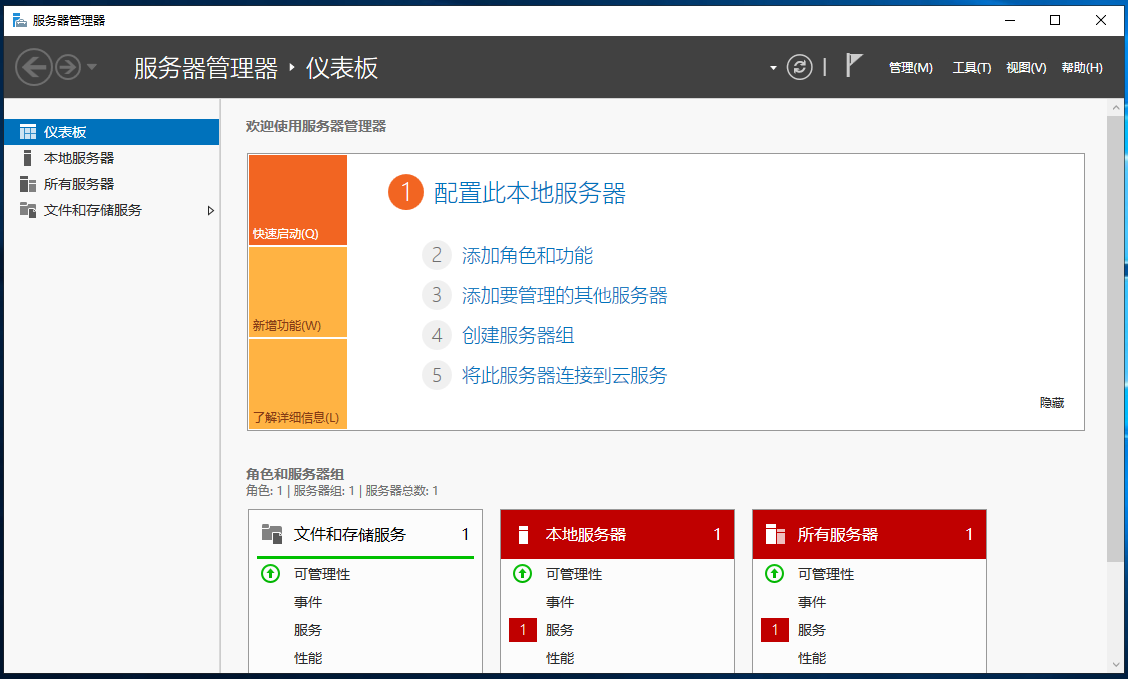 服务器管理器
服务器管理器 ‣ 仪表板
管理(M) 工具(T) 视图(V) 帮助(H)
仪表板
本地服务器
所有服务器
文件和存储服务
欢迎使用服务器管理器
快速启动(Q)
新增功能(W)
了解详细信息(L)
1 配置此本地服务器
2 添加角色和功能
3 添加要管理的其他服务器
4 创建服务器组
5 将此服务器连接到云服务
隐藏
角色和服务器组
角色: 1 | 服务器组: 1 | 服务器总数: 1
文件和存储服务 1
可管理性
事件
服务
性能
本地服务器 1
可管理性
事件
1 服务
性能
所有服务器 1
可管理性
事件
1 服务
性能